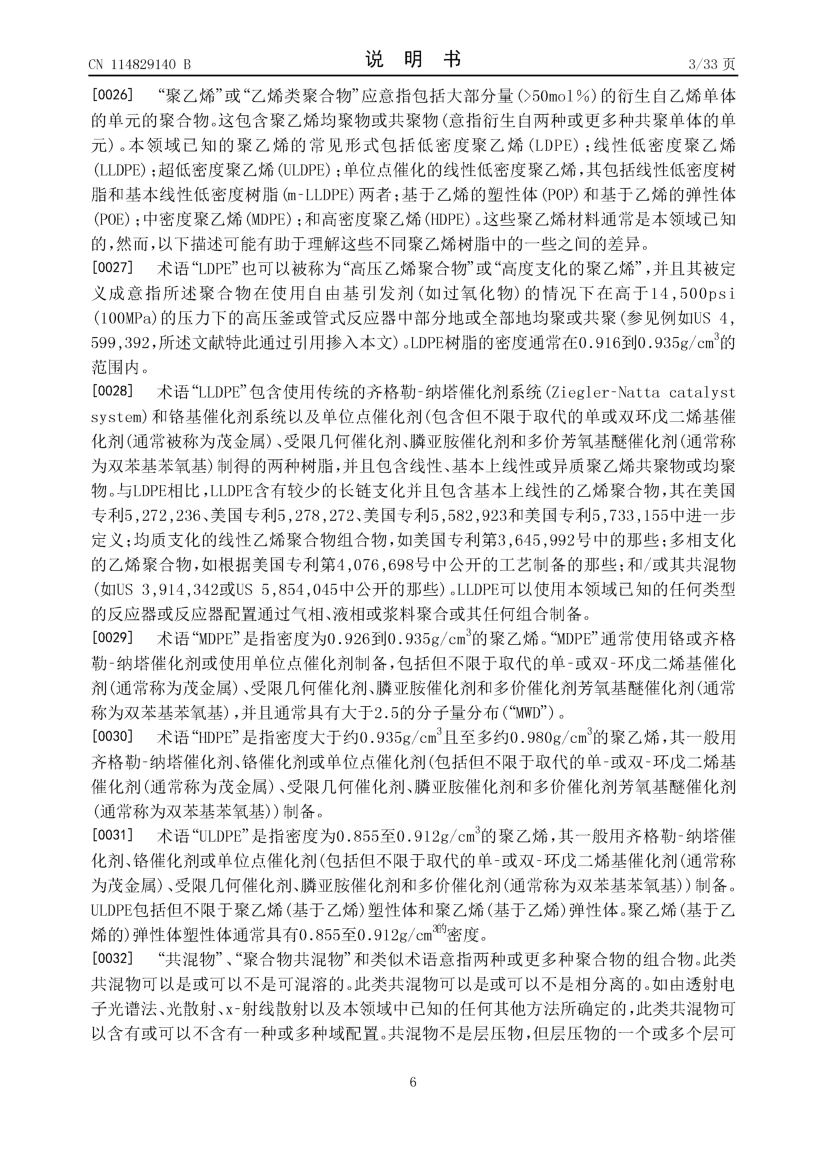 CN 114829140 B
说 明 书
3/33 页
[0026] “聚乙烯”或“乙烯类聚合物”应意指包括大部分量(>50mol%)的衍生自乙烯单体
的单元的聚合物。这包含聚乙烯均聚物或共聚物(意指衍生自两种或更多种共聚单体的单
元)。本领域已知的聚乙烯的常见形式包括低密度聚乙烯(LDPE);线性低密度聚乙烯
(LLDPE);超低密度聚乙烯(ULDPE);单位点催化的线性低密度聚乙烯,其包括线性低密度树
脂和基本线性低密度树脂(m-LLDPE)两者;基于乙烯的塑性体(POP)和基于乙烯的弹性体
(POE);中密度聚乙烯(MDPE);和高密度聚乙烯(HDPE)。这些聚乙烯材料通常是本领域已知
的,然而,以下描述可能有助于理解这些不同聚乙烯树脂中的一些之间的差异。
[0027] 术语“LDPE”也可以被称为“高压乙烯聚合物”或“高度支化的聚乙烯”,并且其被定
义成意指所述聚合物在使用自由基引发剂(如过氧化物)的情况下在高于14,500psi
(100MPa)的压力下的高压釜或管式反应器中部分地或全部地均聚或共聚(参见例如US 4,
599,392,所述文献特此通过引用掺入本文)。LDPE树脂的密度通常在0.916到0.935g/cm³的
范围内。
[0028] 术语“LLDPE”包含使用传统的齐格勒-纳塔催化剂系统(Ziegler-Natta catalyst
system)和铬基催化剂系统以及单位点催化剂(包含但不限于取代的单或双环戊二烯基催
化剂(通常被称为茂金属)、受限几何催化剂、膦亚胺催化剂和多价芳氧基醚催化剂(通常称
为双苯基苯氧基)制得的两种树脂,并且包含线性、基本上线性或异质聚乙烯共聚物或均聚
物。与LDPE相比,LLDPE含有较少的长链支化并且包含基本上线性的乙烯聚合物,其在美国
专利5,272,236、美国专利5,278,272、美国专利5,582,923和美国专利5,733,155中进一步
定义;均质支化的线性乙烯聚合物组合物,如美国专利第3,645,992号中的那些;多相支化
的乙烯聚合物,如根据美国专利第4,076,698号中公开的工艺制备的那些;和/或其共混物
(如US 3,914,342或US 5,854,045中公开的那些)。LLDPE可以使用本领域已知的任何类型
的反应器或反应器配置通过气相、液相或浆料聚合或其任何组合制备。
[0029] 术语“MDPE”是指密度为0.926到0.935g/cm³的聚乙烯。“MDPE”通常使用铬或齐格
勒-纳塔催化剂或使用单位点催化剂制备,包括但不限于取代的单-或双-环戊二烯基催化
剂(通常称为茂金属)、受限几何催化剂、膦亚胺催化剂和多价催化剂芳氧基醚催化剂(通常
称为双苯基苯氧基),并且通常具有大于2.5的分子量分布(“MWD”)。
[0030] 术语“HDPE”是指密度大于约0.935g/cm³且至多约0.980g/cm³的聚乙烯,其一般用
齐格勒-纳塔催化剂、铬催化剂或单位点催化剂(包括但不限于取代的单-或双-环戊二烯基
催化剂(通常称为茂金属)、受限几何催化剂、膦亚胺催化剂和多价催化剂芳氧基醚催化剂
(通常称为双苯基苯氧基))制备。
[0031] 术语“ULDPE”是指密度为0.855至0.912g/cm³的聚乙烯,其一般用齐格勒-纳塔催
化剂、铬催化剂或单位点催化剂(包括但不限于取代的单-或双-环戊二烯基催化剂(通常称
为茂金属)、受限几何催化剂、膦亚胺催化剂和多价催化剂(通常称为双苯基苯氧基))制备。
ULDPE包括但不限于聚乙烯(基于乙烯)塑性体和聚乙烯(基于乙烯)弹性体。聚乙烯(基于乙
烯的)弹性体塑性体通常具有0.855至0.912g/cm³的密度。
[0032] “共混物”、“聚合物共混物”和类似术语意指两种或更多种聚合物的组合物。此类
共混物可以是或可以不是可混溶的。此类共混物可以是或可以不是相分离的。如由透射电
子光谱法、光散射、x-射线散射以及本领域中已知的任何其他方法所确定的,此类共混物可
以含有或可以不含有一种或多种域配置。共混物不是层压物,但层压物的一个或多个层可
6